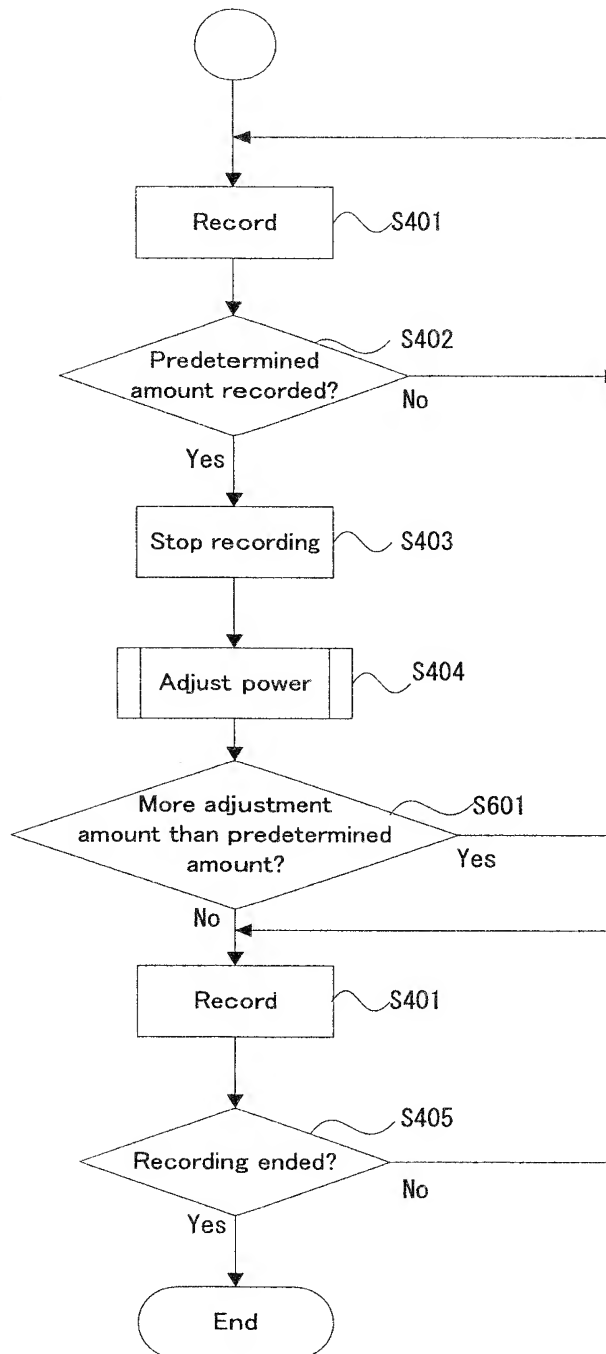 Record
S401
S402
Predetermined
amount recorded?
No
Yes
Stop recording
S403
Adjust power
S404
S601
More adjustment
amount than predetermined
amount?
Yes
No
Record
S401
S405
Recording ended?
No
Yes
End